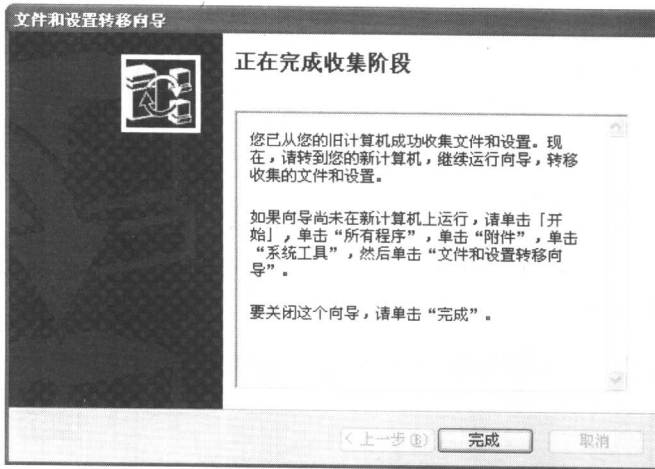 文件和设置转移向导
正在完成收集阶段
您已从您的旧计算机成功收集文件和设置。现
在，请转到您的新计算机，继续运行向导，转移
收集的文件和设置。
如果向导尚未在新计算机上运行，请单击「开
始」，单击“所有程序”，单击“附件”，单击
“系统工具”，然后单击“文件和设置转移向
导”。
要关闭这个向导，请单击“完成”。
< 上一步(B)
完成
取消